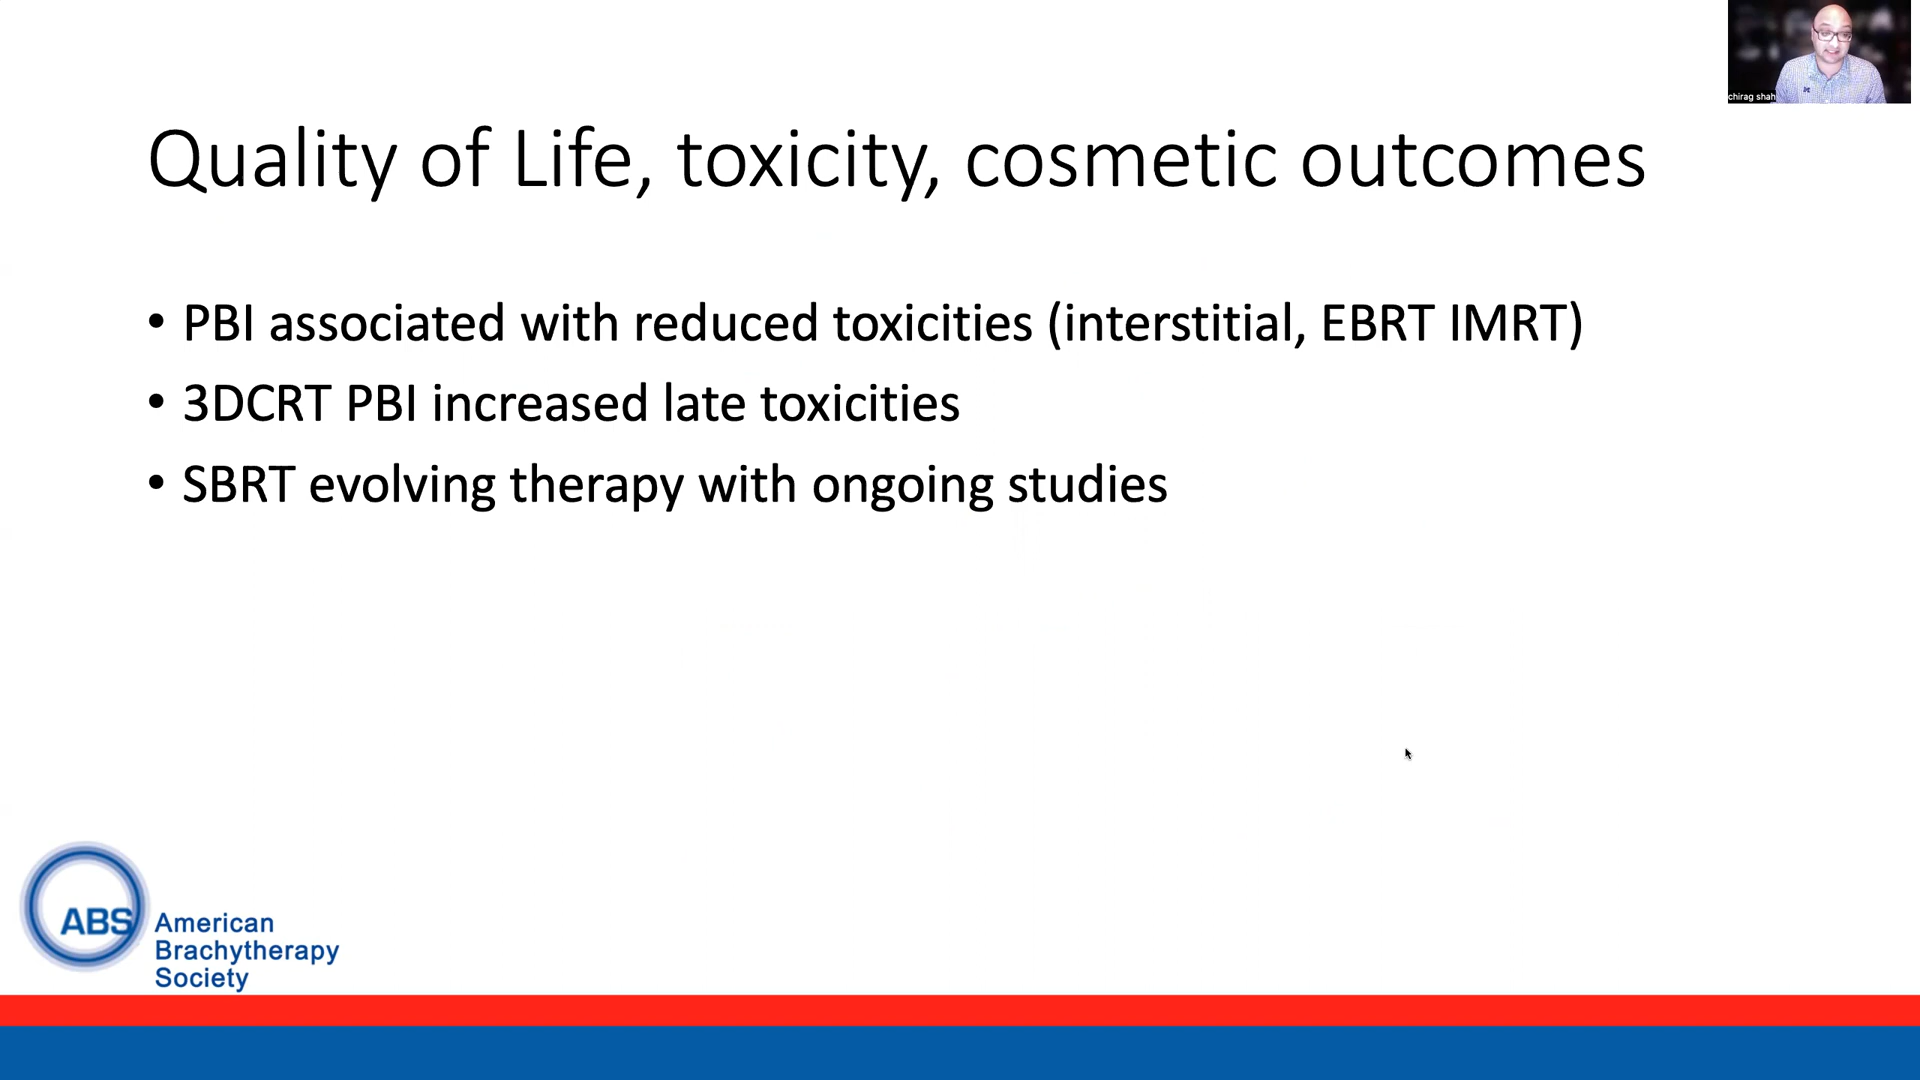 chirag shah
Quality of Life, toxicity, cosmetic outcomes
• PBI associated with reduced toxicities (interstitial, EBRT IMRT)
• 3DCRT PBI increased late toxicities
• SBRT evolving therapy with ongoing studies
ABS
American
Brachytherapy
Society